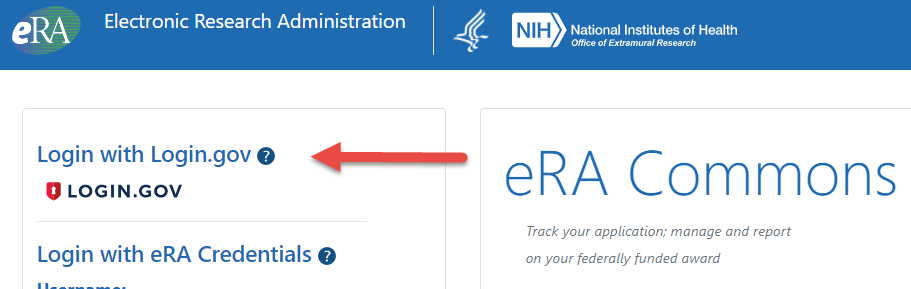 eRA
Electronic Research Administration
NIH
National Institutes of Health
Office of Extramural Research
Login with Login.gov ?
LOGIN.GOV
Login with eRA Credentials ?
Username:
eRA Commons
Track your application; manage and report
on your federally funded award